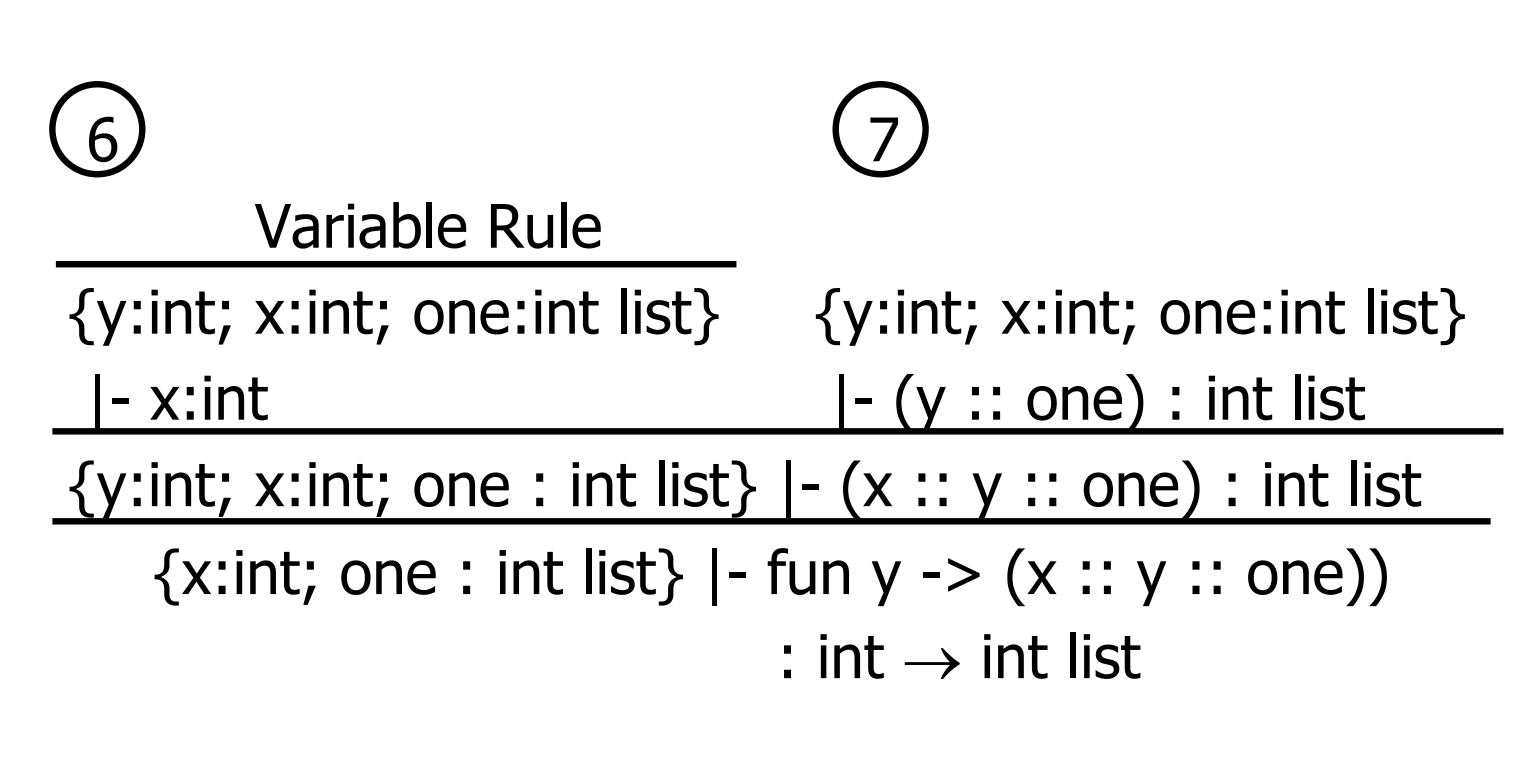 6 7
Variable Rule
{y:int; x:int; one:int list} {y:int; x:int; one:int list}
|- x:int |- (y :: one) : int list
{y:int; x:int; one : int list} |- (x :: y :: one) : int list
{x:int; one : int list} |- fun y -> (x :: y :: one))
: int → int list